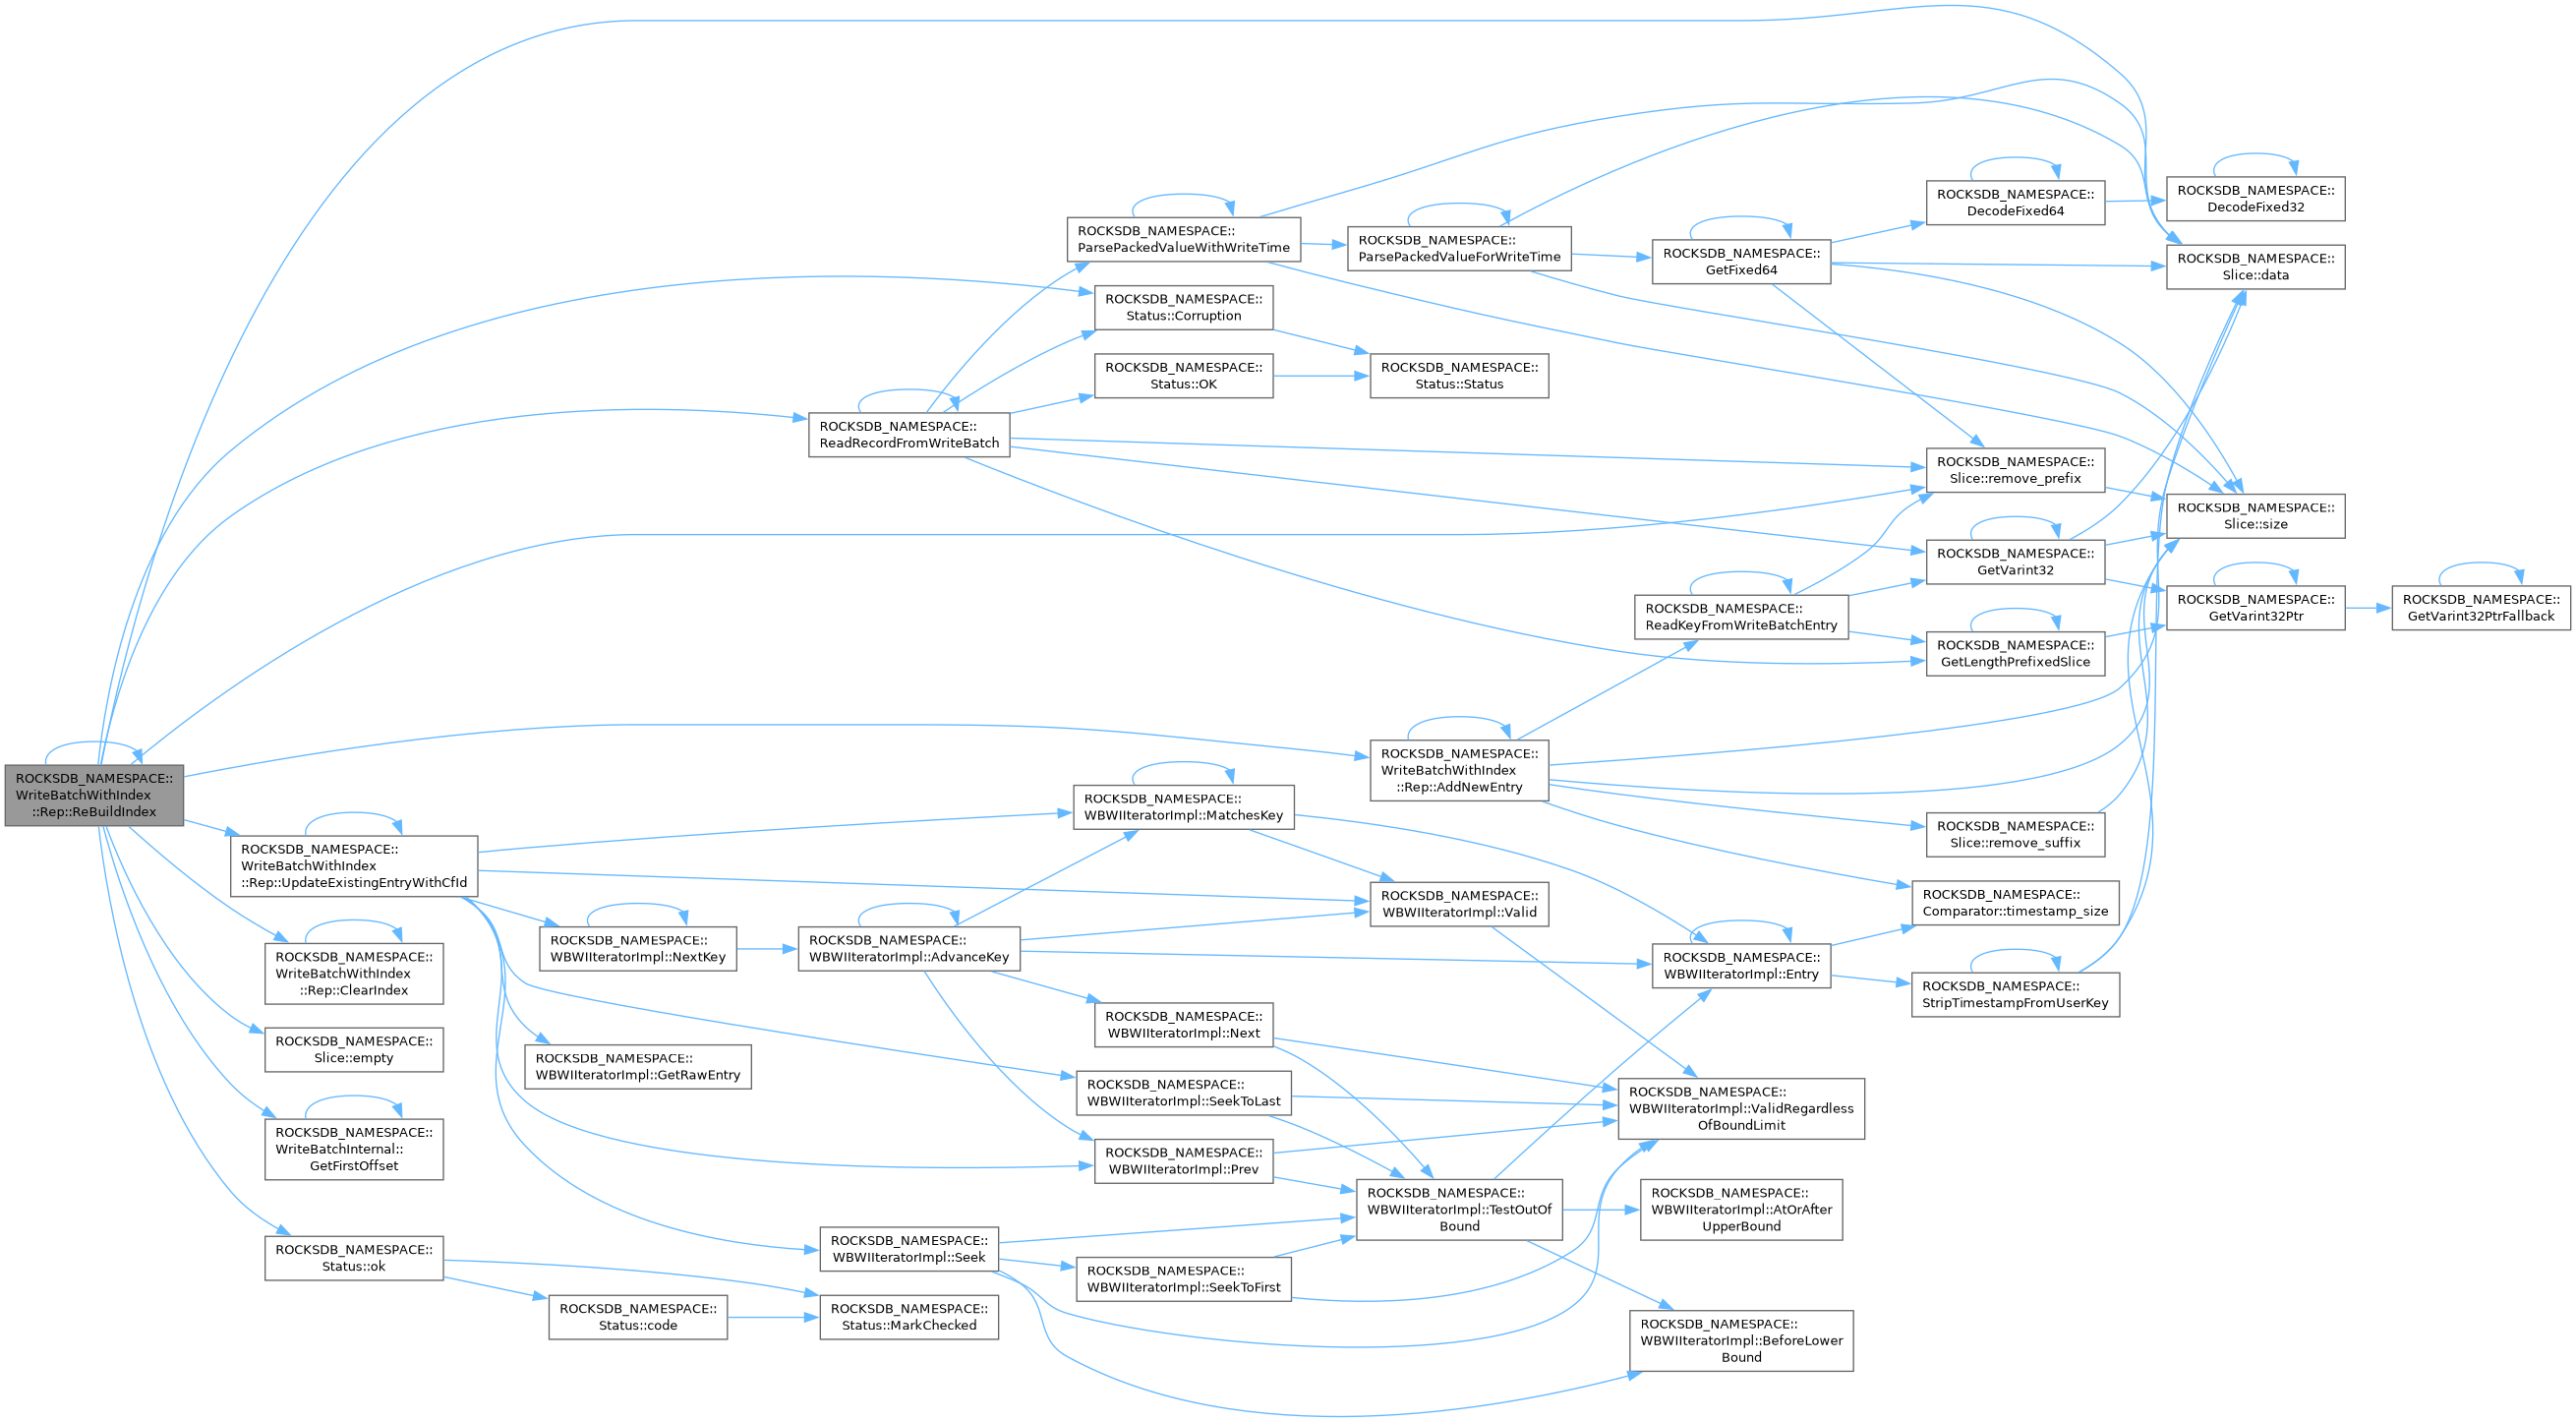 ROCKSDB_NAMESPACE::
WriteBatchWithIndex
::Rep::ReBuildIndex
ROCKSDB_NAMESPACE::
WriteBatchWithIndex
::Rep::UpdateExistingEntryWithCfId
ROCKSDB_NAMESPACE::
WriteBatchWithIndex
::Rep::ClearIndex
ROCKSDB_NAMESPACE::
Slice::empty
ROCKSDB_NAMESPACE::
WriteBatchInternal::
GetFirstOffset
ROCKSDB_NAMESPACE::
Status::ok
ROCKSDB_NAMESPACE::
WBWIIteratorImpl::NextKey
ROCKSDB_NAMESPACE::
WBWIIteratorImpl::GetRawEntry
ROCKSDB_NAMESPACE::
Status::code
ROCKSDB_NAMESPACE::
ReadRecordFromWriteBatch
ROCKSDB_NAMESPACE::
WBWIIteratorImpl::AdvanceKey
ROCKSDB_NAMESPACE::
WBWIIteratorImpl::Seek
ROCKSDB_NAMESPACE::
Status::MarkChecked
ROCKSDB_NAMESPACE::
ParsePackedValueWithWriteTime
ROCKSDB_NAMESPACE::
Status::Corruption
ROCKSDB_NAMESPACE::
Status::OK
ROCKSDB_NAMESPACE::
WBWIIteratorImpl::MatchesKey
ROCKSDB_NAMESPACE::
WBWIIteratorImpl::Next
ROCKSDB_NAMESPACE::
WBWIIteratorImpl::SeekToLast
ROCKSDB_NAMESPACE::
WBWIIteratorImpl::Prev
ROCKSDB_NAMESPACE::
WBWIIteratorImpl::SeekToFirst
ROCKSDB_NAMESPACE::
ParsePackedValueForWriteTime
ROCKSDB_NAMESPACE::
Status::Status
ROCKSDB_NAMESPACE::
WriteBatchWithIndex
::Rep::AddNewEntry
ROCKSDB_NAMESPACE::
WBWIIteratorImpl::Valid
ROCKSDB_NAMESPACE::
WBWIIteratorImpl::TestOutOf
Bound
ROCKSDB_NAMESPACE::
GetFixed64
ROCKSDB_NAMESPACE::
ReadKeyFromWriteBatchEntry
ROCKSDB_NAMESPACE::
WBWIIteratorImpl::Entry
ROCKSDB_NAMESPACE::
WBWIIteratorImpl::ValidRegardless
OfBoundLimit
ROCKSDB_NAMESPACE::
WBWIIteratorImpl::AtOrAfter
UpperBound
ROCKSDB_NAMESPACE::
WBWIIteratorImpl::BeforeLower
Bound
ROCKSDB_NAMESPACE::
DecodeFixed64
ROCKSDB_NAMESPACE::
Slice::remove_prefix
ROCKSDB_NAMESPACE::
GetVarint32
ROCKSDB_NAMESPACE::
GetLengthPrefixedSlice
ROCKSDB_NAMESPACE::
Slice::remove_suffix
ROCKSDB_NAMESPACE::
Comparator::timestamp_size
ROCKSDB_NAMESPACE::
StripTimestampFromUserKey
ROCKSDB_NAMESPACE::
DecodeFixed32
ROCKSDB_NAMESPACE::
Slice::data
ROCKSDB_NAMESPACE::
Slice::size
ROCKSDB_NAMESPACE::
GetVarint32Ptr
ROCKSDB_NAMESPACE::
GetVarint32PtrFallback